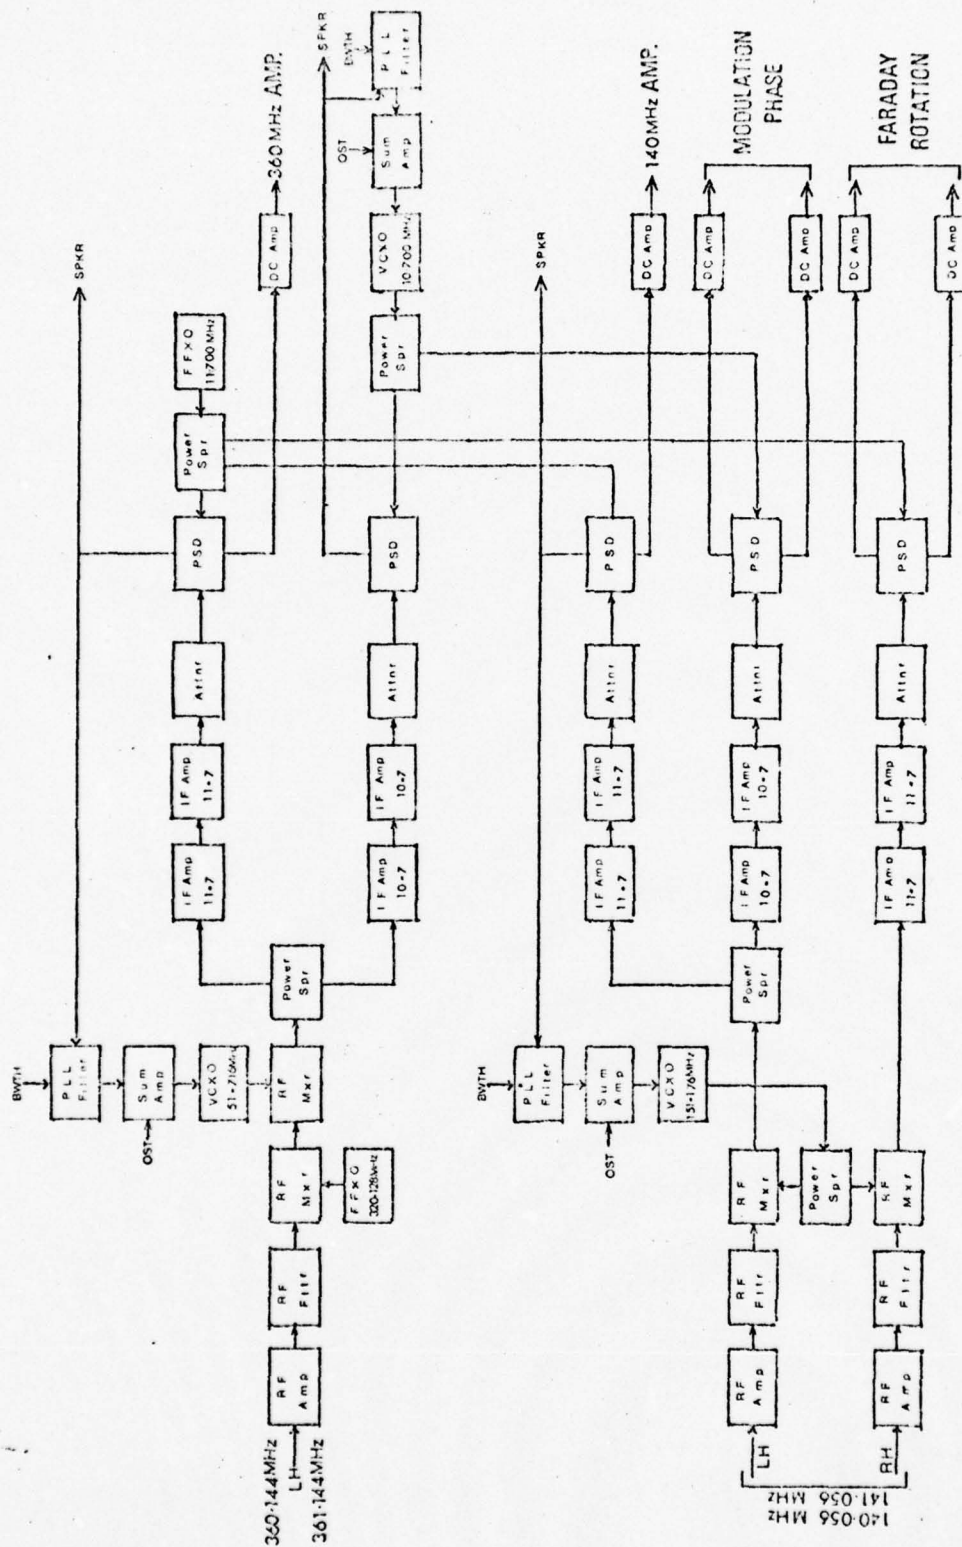 BWTH
PLL
Filter
SPKR
OST
Sum
Amp
VCXO
51·716MHz
360·144MHz
LH
361·144MHz
RF
Amp
RF
Filtr
RF
Mxr
FFXO
320·128MHz
RF
Mxr
Power
Spr
IF Amp
11·7
IF Amp
11·7
Attnr
PSD
Power
Spr
FFXO
11·700 MHz
DC Amp
360MHz AMP.
IF Amp
10·7
IF Amp
10·7
Attnr
PSD
Power
Spr
VCXO
10·700 MHz
OST
Sum
Amp
BWTH
PLL
Filter
SPKR
BWTH
PLL
Filter
SPKR
OST
Sum
Amp
VCXO
IF Amp
11·7
IF Amp
11·7
Attnr
PSD
DC Amp
140MHz AMP.
140·056 MHz
141·056 MHz
LH
RF
Amp
RF
Filtr
RF
Mxr
Power
Spr
IF Amp
10·7
IF Amp
10·7
Attnr
PSD
DC Amp
DC Amp
MODULATION
PHASE
Power
Spr
RH
RF
Amp
RF
Filtr
RF
Mxr
IF Amp
11·7
IF Amp
11·7
Attnr
PSD
DC Amp
DC Amp
FARADAY
ROTATION